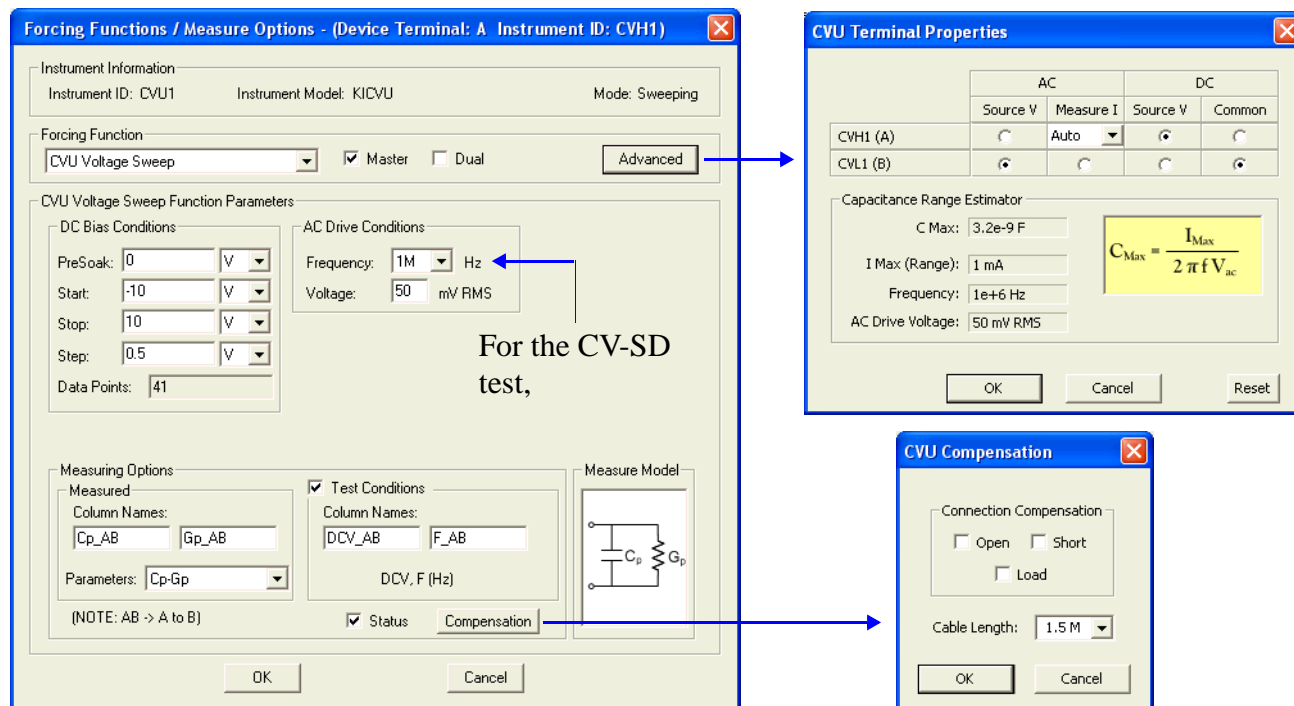 Forcing Functions / Measure Options - (Device Terminal: A Instrument ID: CVH1)
Instrument Information
Instrument ID: CVU1 Instrument Model: KICVU Mode: Sweeping
Forcing Function
CVU Voltage Sweep Master Dual Advanced
CVU Voltage Sweep Function Parameters
DC Bias Conditions
PreSoak: 0 V
Start: -10 V
Stop: 10 V
Step: 0.5 V
Data Points: 41
AC Drive Conditions
Frequency: 1M Hz
Voltage: 50 mV RMS
For the CV-SD
test,
Measuring Options
Measured
Column Names:
Cp_AB Gp_AB
Parameters: Cp-Gp
(NOTE: AB -> A to B)
Test Conditions
Column Names:
DCV_AB F_AB
DCV, F (Hz)
Status Compensation
Measure Model
Cp Gp
OK Cancel
CVU Terminal Properties
AC DC
Source V Measure I Source V Common
CVH1 (A) Auto
CVL1 (B)
Capacitance Range Estimator
C Max: 3.2e-9 F
I Max (Range): 1 mA
Frequency: 1e+6 Hz
AC Drive Voltage: 50 mV RMS
C_Max = I_Max / 2 π f V_ac
OK Cancel Reset
CVU Compensation
Connection Compensation
Open Short
Load
Cable Length: 1.5 M
OK Cancel